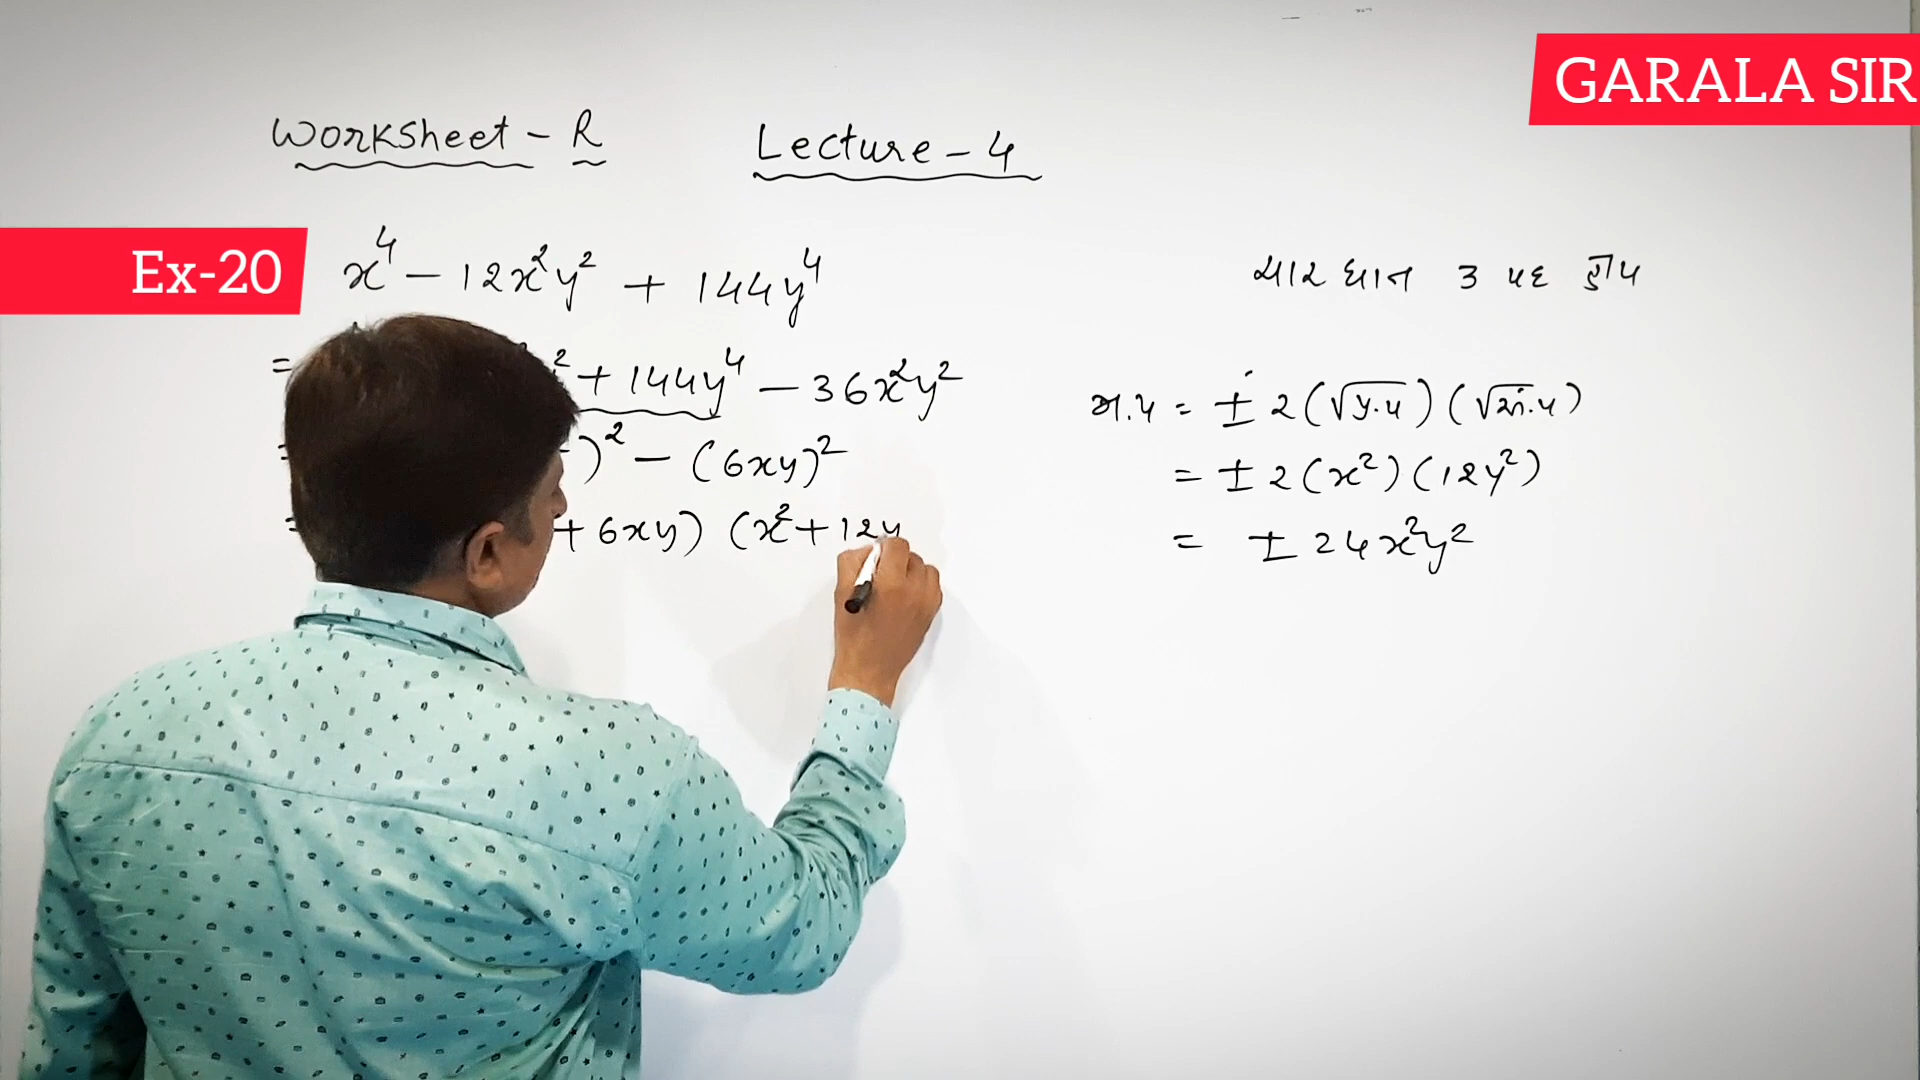 GARALA SIR
Worksheet - R
Lecture - 4
Ex-20
x⁴ - 12x²y² + 144y⁴
= ² + 144y⁴ - 36x²y²
= )² - (6xy)²
= + 6xy) (x² + 12y
ચાર ઘાત 3 પદ હોય
મ.પ = ± 2(√પ્ર.પ) (√અં.પ)
= ± 2(x²)(12y²)
= ± 24x²y²